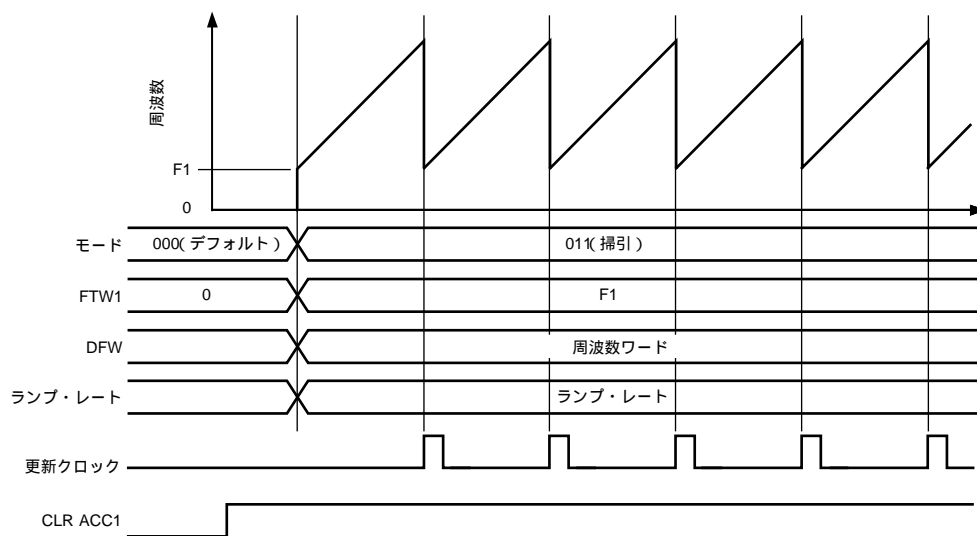 周波数
F1
0
モード 000(デフォルト) 011(掃引)
FTW1 0 F1
DFW 周波数ワード
ランプ・レート ランプ・レート
更新クロック
CLR ACC1